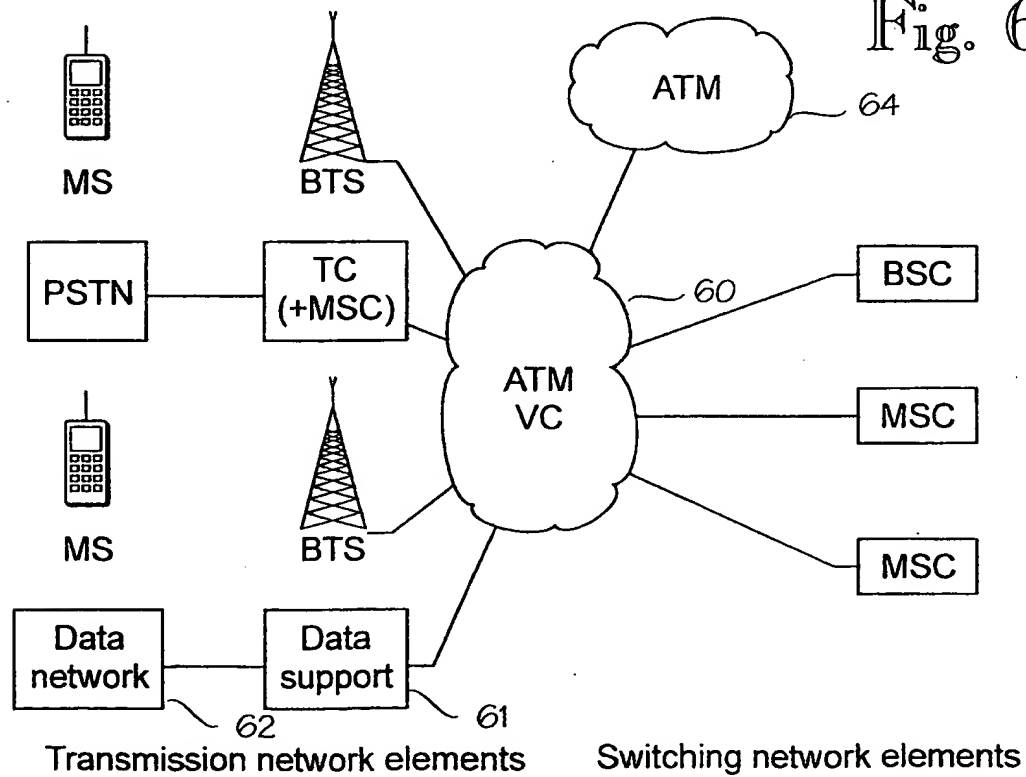 Fig. 6
ATM
64
MS
BTS
PSTN
TC
(+MSC)
60
BSC
ATM
VC
MSC
MS
BTS
MSC
Data
network
Data
support
62
61
Transmission network elements
Switching network elements